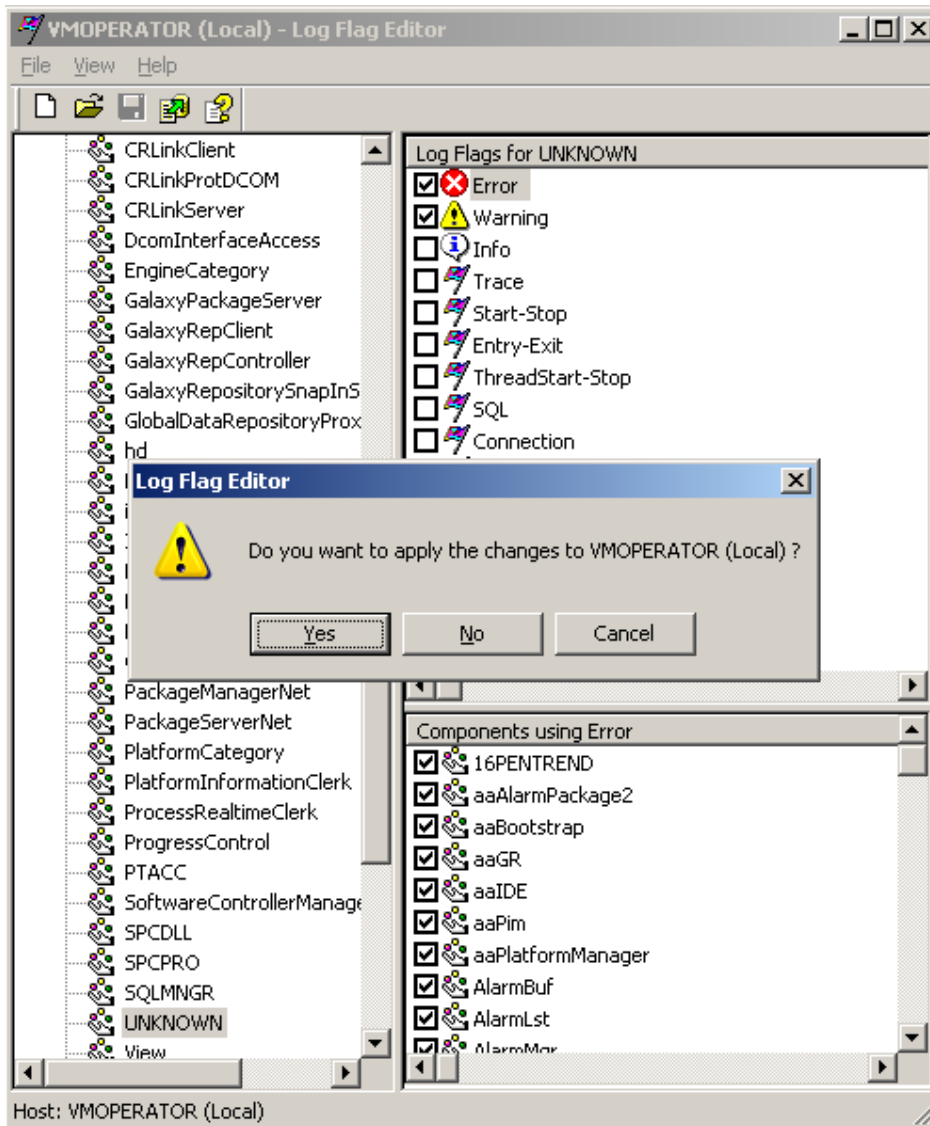 VMOPERATOR (Local) - Log Flag Editor
File View Help
CRLinkClient
CRLinkProtDCOM
CRLinkServer
DcomInterfaceAccess
EngineCategory
GalaxyPackageServer
GalaxyRepClient
GalaxyRepController
GalaxyRepositorySnapInS
GlobalDataRepositoryProx
hd
PackageManagerNet
PackageServerNet
PlatformCategory
PlatformInformationClerk
ProcessRealtimeClerk
ProgressControl
PTACC
SoftwareControllerManage
SPCDLL
SPCPRO
SQLMNGR
UNKNOWN
View
Log Flags for UNKNOWN
Error
Warning
Info
Trace
Start-Stop
Entry-Exit
ThreadStart-Stop
SQL
Connection
Log Flag Editor
Do you want to apply the changes to VMOPERATOR (Local) ?
Yes No Cancel
Components using Error
16PENTREND
aaAlarmPackage2
aaBootstrap
aaGR
aaIDE
aaPim
aaPlatformManager
AlarmBuf
AlarmLst
AlarmMgr
Host: VMOPERATOR (Local)